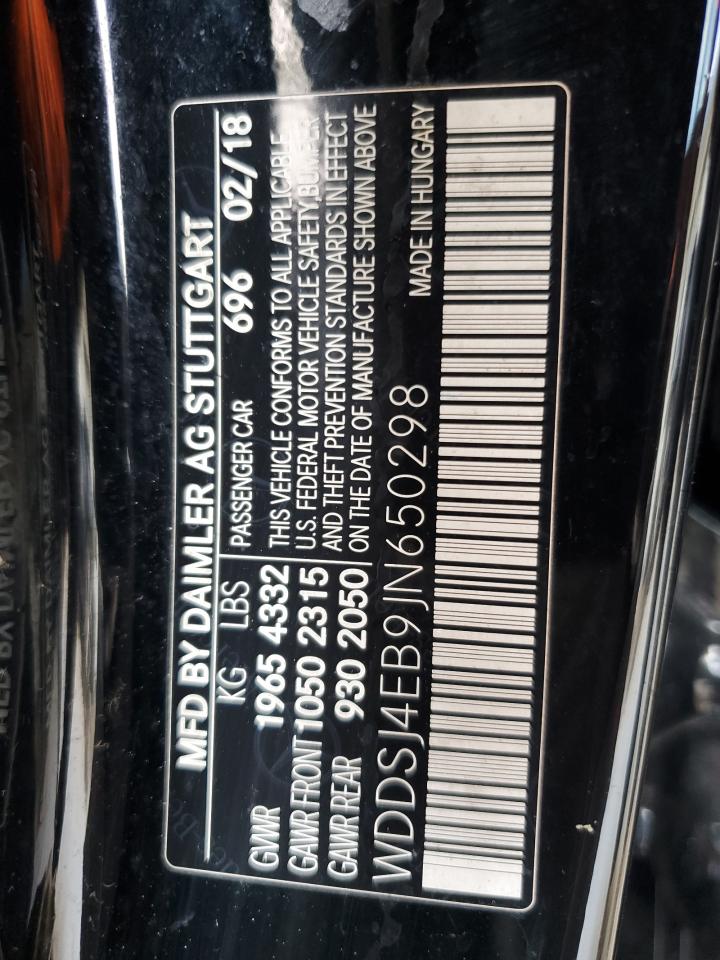 MFD BY DAIMLER AG STUTTGART
KG LBS PASSENGER CAR 696 02/18
GVWR 1965 4332 THIS VEHICLE CONFORMS TO ALL APPLICABLE
GAWR FRONT 1050 2315 U.S. FEDERAL MOTOR VEHICLE SAFETY, BUMPER
GAWR REAR 930 2050 AND THEFT PREVENTION STANDARDS IN EFFECT
ON THE DATE OF MANUFACTURE SHOWN ABOVE
WDDSJ4EB9JN650298 MADE IN HUNGARY